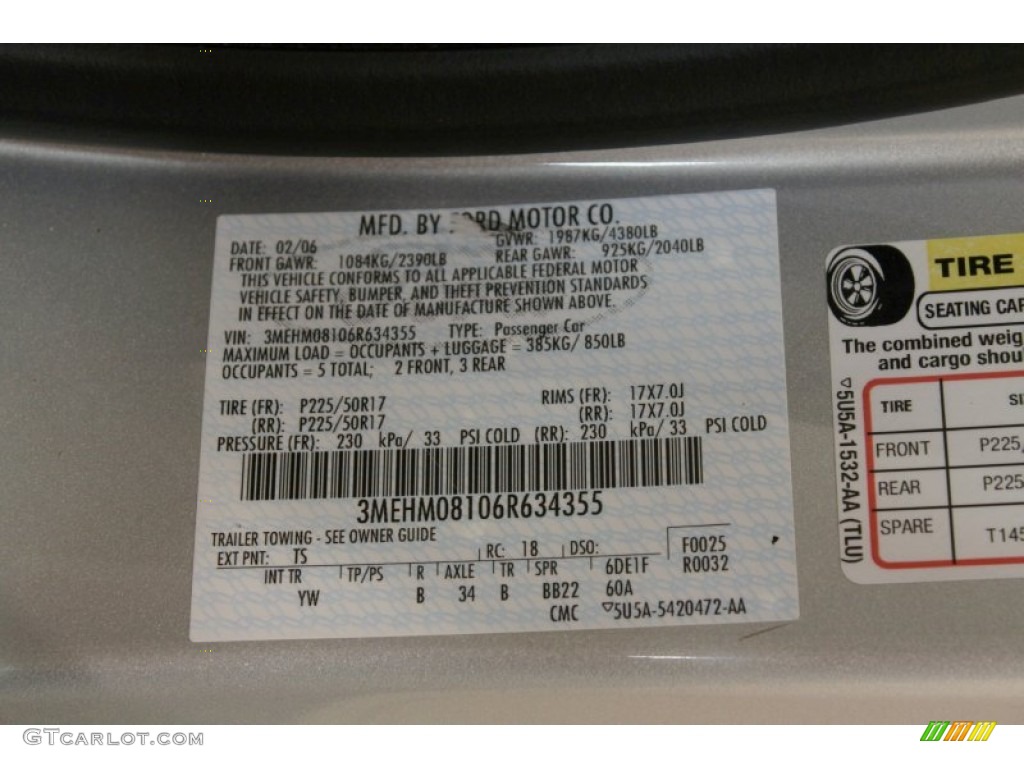 MFD. BY FORD MOTOR CO.
DATE: 02/06 GVWR: 1987KG/4380LB
FRONT GAWR: 1084KG/2390LB REAR GAWR: 925KG/2040LB
THIS VEHICLE CONFORMS TO ALL APPLICABLE FEDERAL MOTOR
VEHICLE SAFETY, BUMPER, AND THEFT PREVENTION STANDARDS
IN EFFECT ON THE DATE OF MANUFACTURE SHOWN ABOVE.
VIN: 3MEHM08106R634355 TYPE: Passenger Car
MAXIMUM LOAD = OCCUPANTS + LUGGAGE = 385KG/ 850LB
OCCUPANTS = 5 TOTAL; 2 FRONT, 3 REAR
TIRE (FR): P225/50R17 RIMS (FR): 17X7.0J
(RR): P225/50R17 (RR): 17X7.0J
PRESSURE (FR): 230 kPa/ 33 PSI COLD (RR): 230 kPa/ 33 PSI COLD
3MEHM08106R634355
TRAILER TOWING - SEE OWNER GUIDE
EXT PNT: TS RC: 18 DSO: F0025
INT TR TP/PS R AXLE TR SPR 6DE1F R0032
YW B 34 B BB22 60A
CMC ▽5U5A-5420472-AA
TIRE
SEATING CAP
The combined weig
and cargo shou
TIRE SI
FRONT P225/
REAR P225
SPARE T145
▽5U5A-1532-AA (TLU)
GTCARLOT.COM